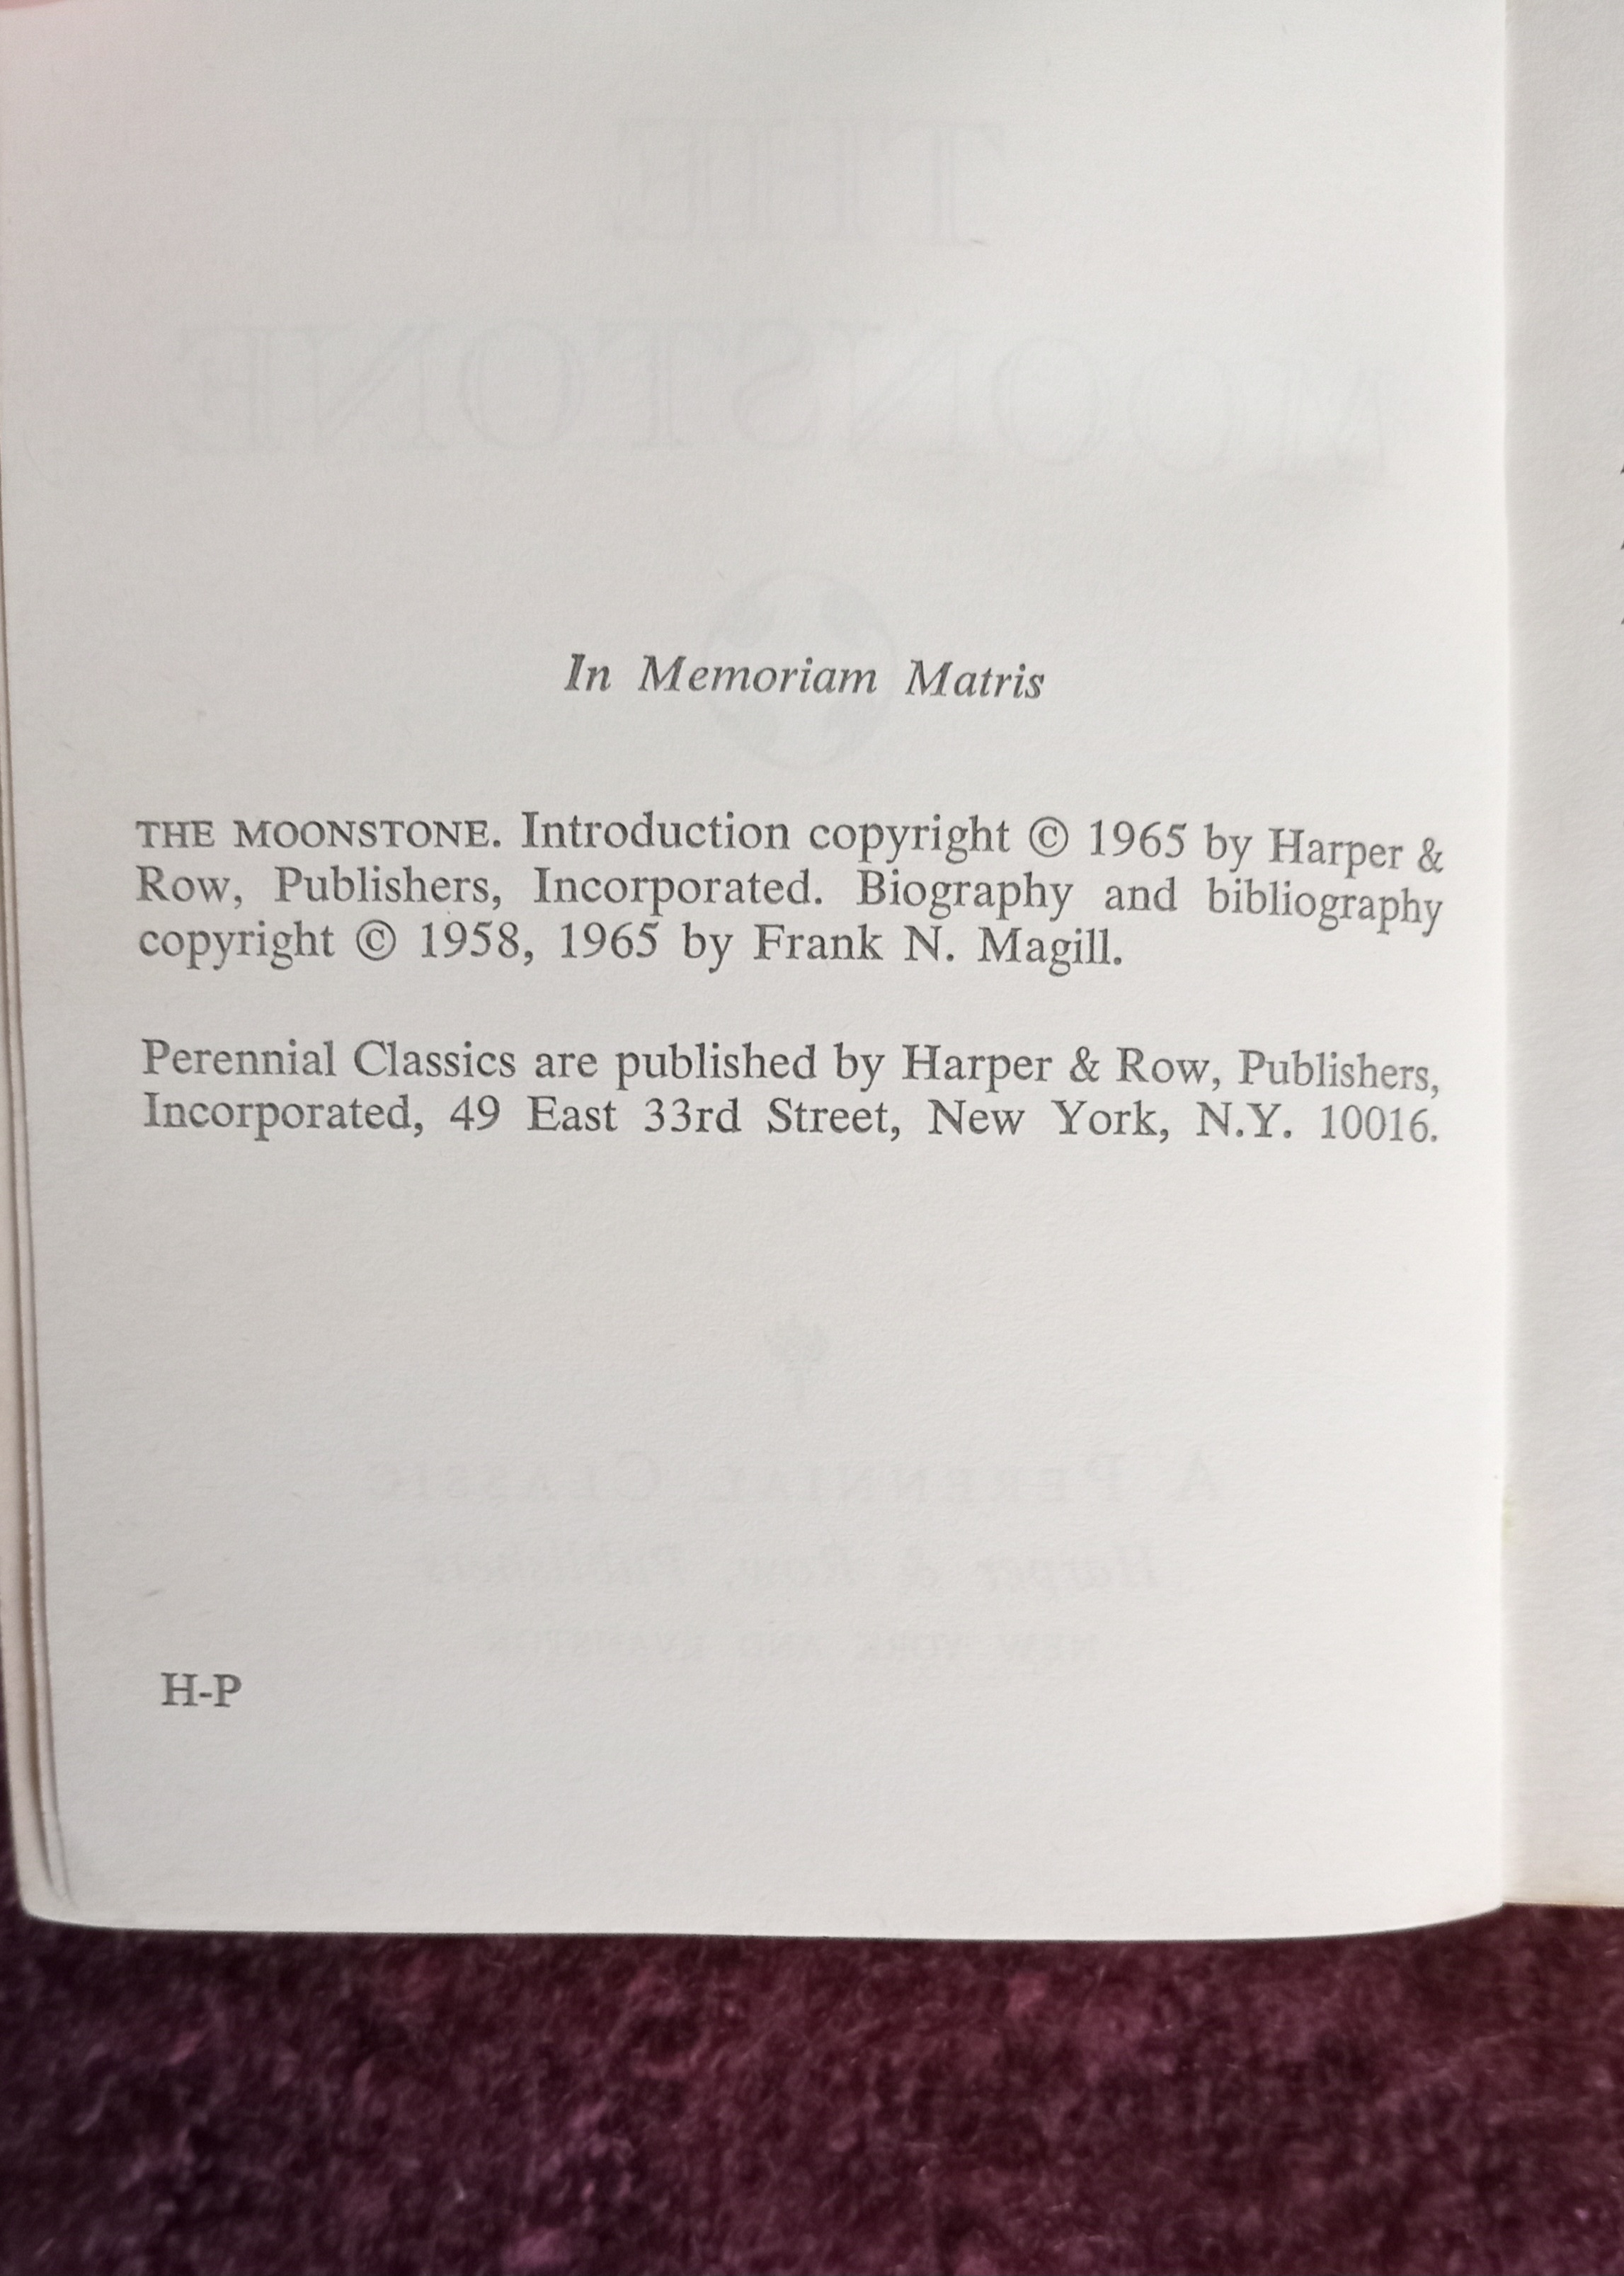 In Memoriam Matris
THE MOONSTONE. Introduction copyright © 1965 by Harper &
Row, Publishers, Incorporated. Biography and bibliography
copyright © 1958, 1965 by Frank N. Magill.
Perennial Classics are published by Harper & Row, Publishers,
Incorporated, 49 East 33rd Street, New York, N.Y. 10016.
H-P